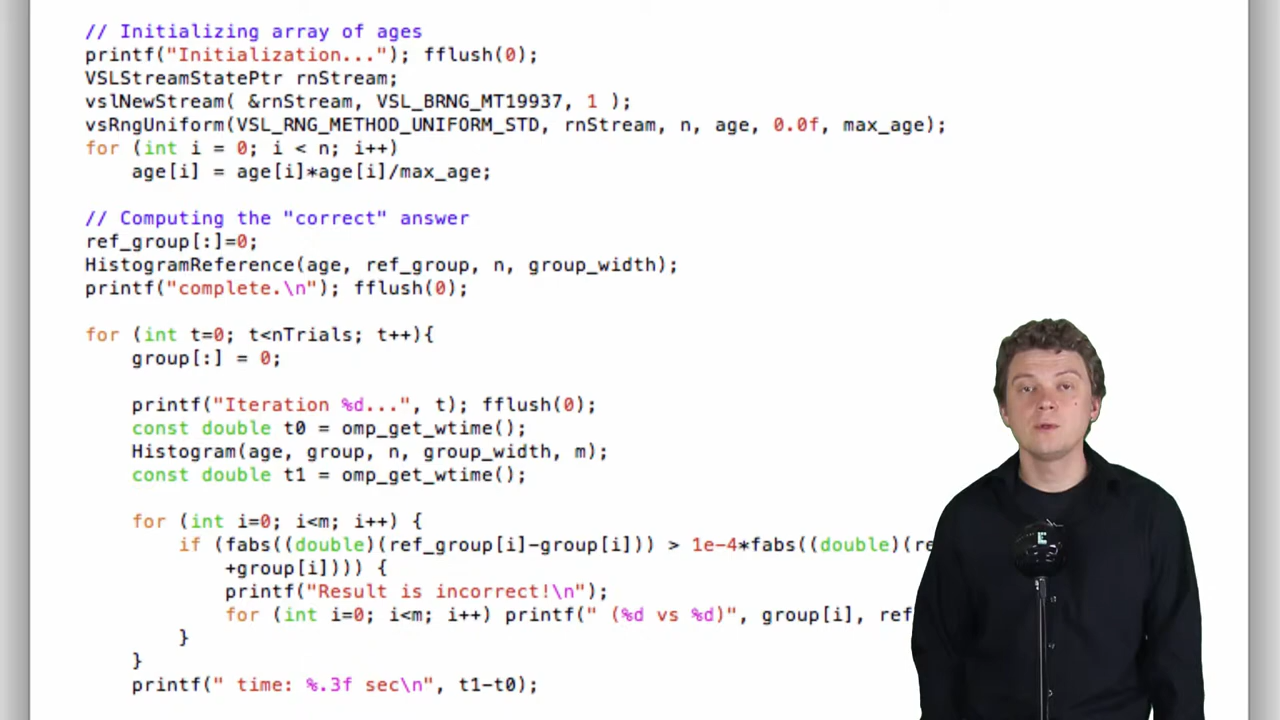 // Initializing array of ages
printf("Initialization..."); fflush(0);
VSLStreamStatePtr rnStream;
vslNewStream( &rnStream, VSL_BRNG_MT19937, 1 );
vsRngUniform(VSL_RNG_METHOD_UNIFORM_STD, rnStream, n, age, 0.0f, max_age);
for (int i = 0; i < n; i++)
age[i] = age[i]*age[i]/max_age;
// Computing the "correct" answer
ref_group[:]=0;
HistogramReference(age, ref_group, n, group_width);
printf("complete.\n"); fflush(0);
for (int t=0; t<nTrials; t++){
group[:] = 0;
printf("Iteration %d...", t); fflush(0);
const double t0 = omp_get_wtime();
Histogram(age, group, n, group_width, m);
const double t1 = omp_get_wtime();
for (int i=0; i<m; i++) {
if (fabs((double)(ref_group[i]-group[i])) > 1e-4*fabs((double)(re
+group[i]))) {
printf("Result is incorrect!\n");
for (int i=0; i<m; i++) printf(" (%d vs %d)", group[i], ref
}
}
printf(" time: %.3f sec\n", t1-t0);